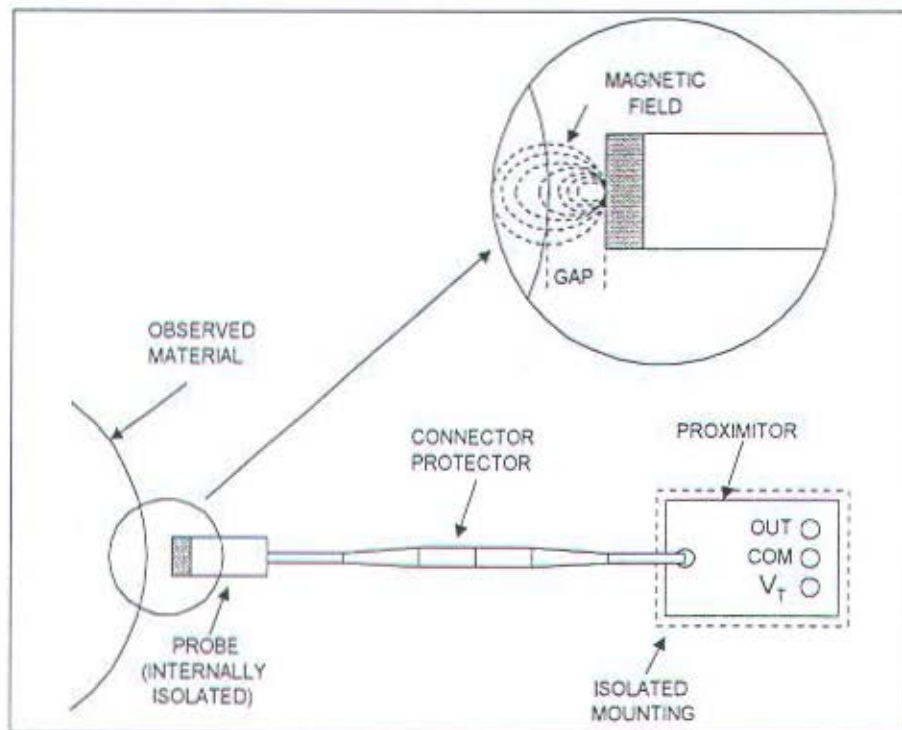 MAGNETIC
FIELD
GAP
OBSERVED
MATERIAL
CONNECTOR
PROTECTOR
PROXIMITOR
OUT
COM
VT
PROBE
(INTERNALLY
ISOLATED)
ISOLATED
MOUNTING